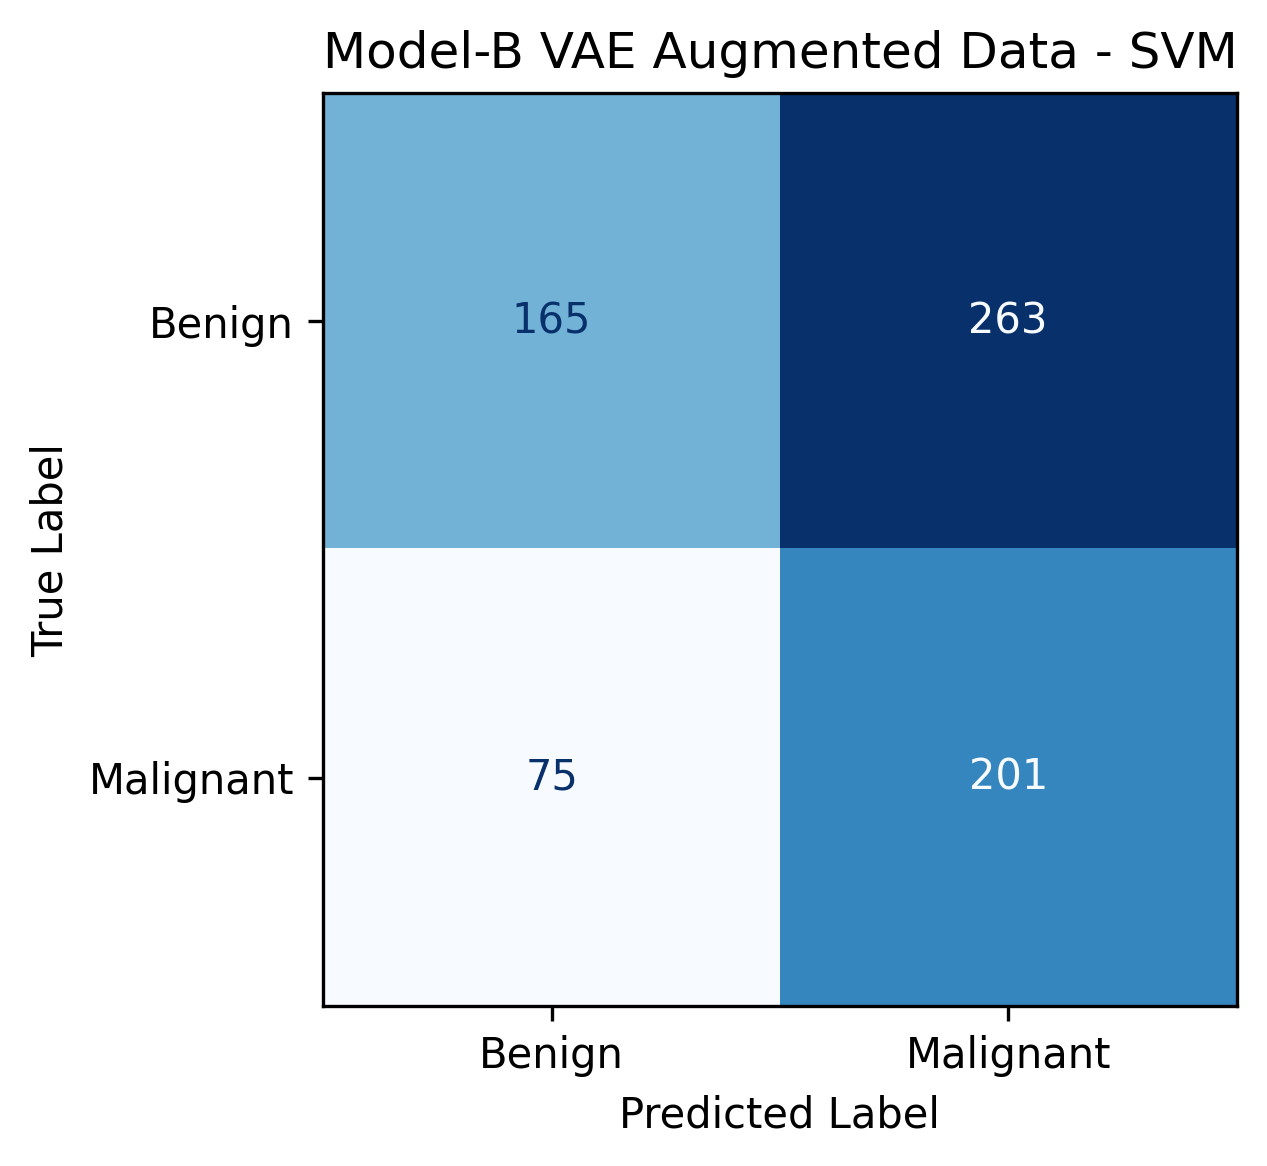 Model-B VAE Augmented Data - SVM
True Label
Benign
165
263
Malignant
75
201
Benign
Malignant
Predicted Label